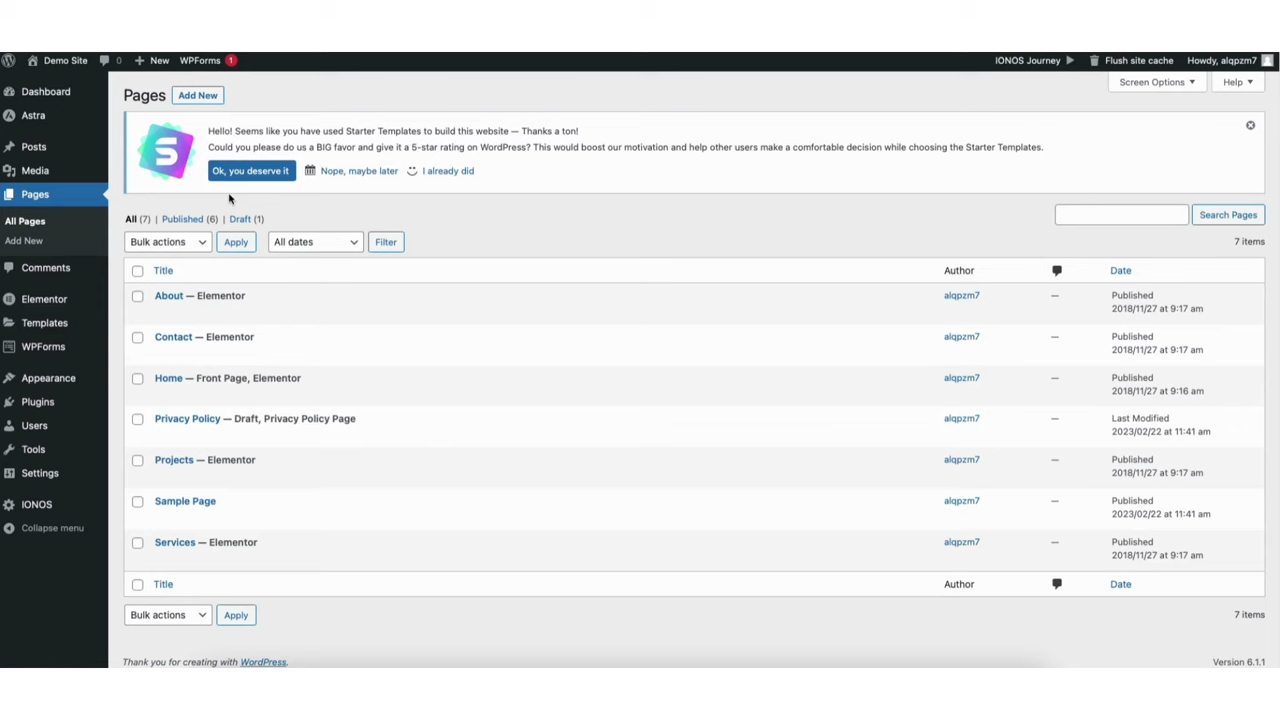 Demo Site 0 New WPForms 1 IONOS Journey Flush site cache Howdy, alqpzm7
Dashboard
Astra
Posts
Media
Pages
All Pages
Add New
Comments
Elementor
Templates
WPForms
Appearance
Plugins
Users
Tools
Settings
IONOS
Collapse menu
Screen Options Help
Pages Add New
Hello! Seems like you have used Starter Templates to build this website — Thanks a ton!
Could you please do us a BIG favor and give it a 5-star rating on WordPress? This would boost our motivation and help other users make a comfortable decision while choosing the Starter Templates.
Ok, you deserve it Nope, maybe later I already did
All (7) | Published (6) | Draft (1) Search Pages
Bulk actions Apply All dates Filter 7 items
Title Author Date
About — Elementor alqpzm7 — Published
2018/11/27 at 9:17 am
Contact — Elementor alqpzm7 — Published
2018/11/27 at 9:17 am
Home — Front Page, Elementor alqpzm7 — Published
2018/11/27 at 9:16 am
Privacy Policy — Draft, Privacy Policy Page alqpzm7 — Last Modified
2023/02/22 at 11:41 am
Projects — Elementor alqpzm7 — Published
2018/11/27 at 9:17 am
Sample Page alqpzm7 — Published
2023/02/22 at 11:41 am
Services — Elementor alqpzm7 — Published
2018/11/27 at 9:17 am
Title Author Date
Bulk actions Apply 7 items
Thank you for creating with WordPress. Version 6.1.1